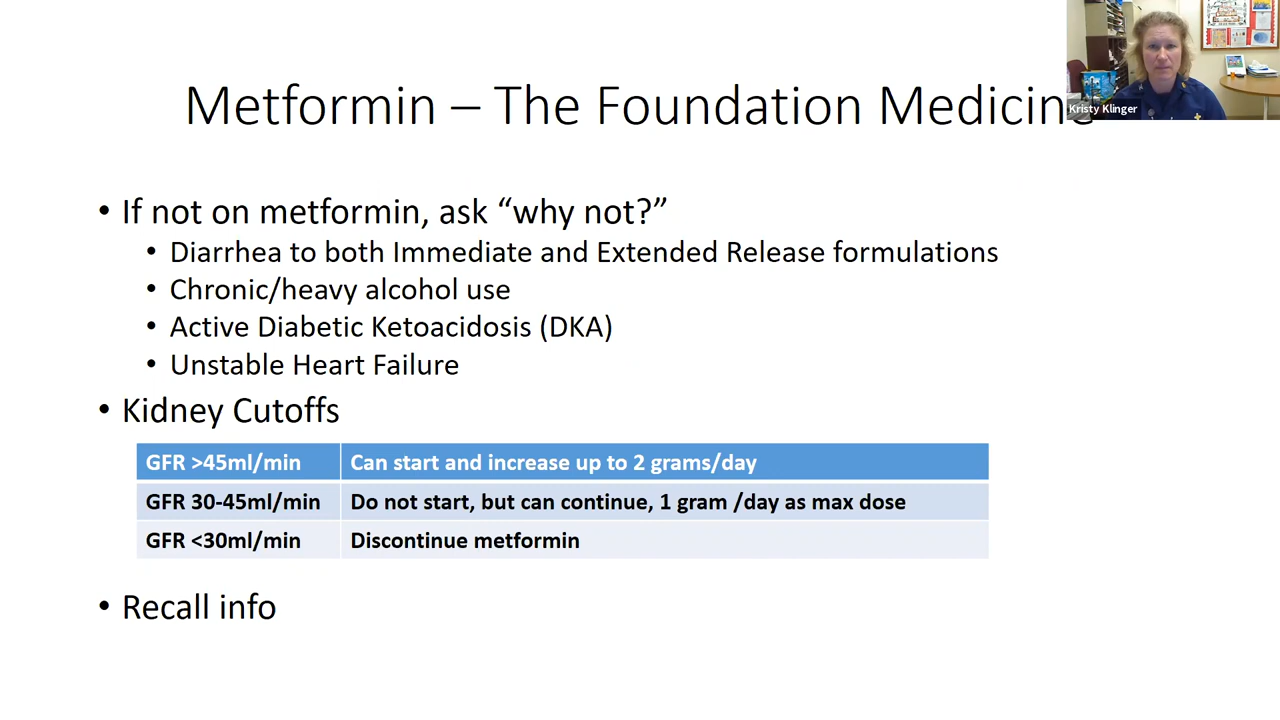 Metformin – The Foundation Medicine
Kristy Klinger
• If not on metformin, ask “why not?”
• Diarrhea to both Immediate and Extended Release formulations
• Chronic/heavy alcohol use
• Active Diabetic Ketoacidosis (DKA)
• Unstable Heart Failure
• Kidney Cutoffs
GFR >45ml/min Can start and increase up to 2 grams/day
GFR 30-45ml/min Do not start, but can continue, 1 gram /day as max dose
GFR <30ml/min Discontinue metformin
• Recall info